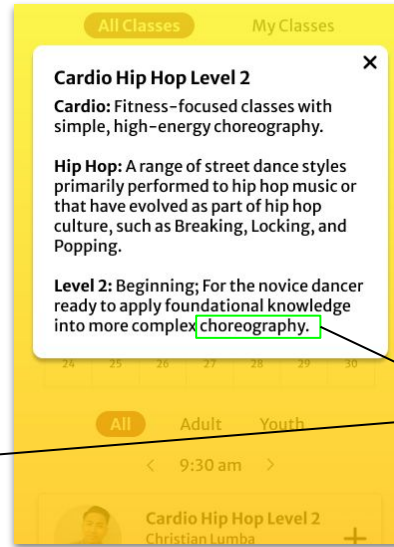 All Classes My Classes
×
Cardio Hip Hop Level 2
Cardio: Fitness-focused classes with
simple, high-energy choreography.
Hip Hop: A range of street dance styles
primarily performed to hip hop music or
that have evolved as part of hip hop
culture, such as Breaking, Locking, and
Popping.
Level 2: Beginning; For the novice dancer
ready to apply foundational knowledge
into more complex choreography.
24 25 26 27 28 29 30
All Adult Youth
< 9:30 am >
Cardio Hip Hop Level 2
Christian Lumba +